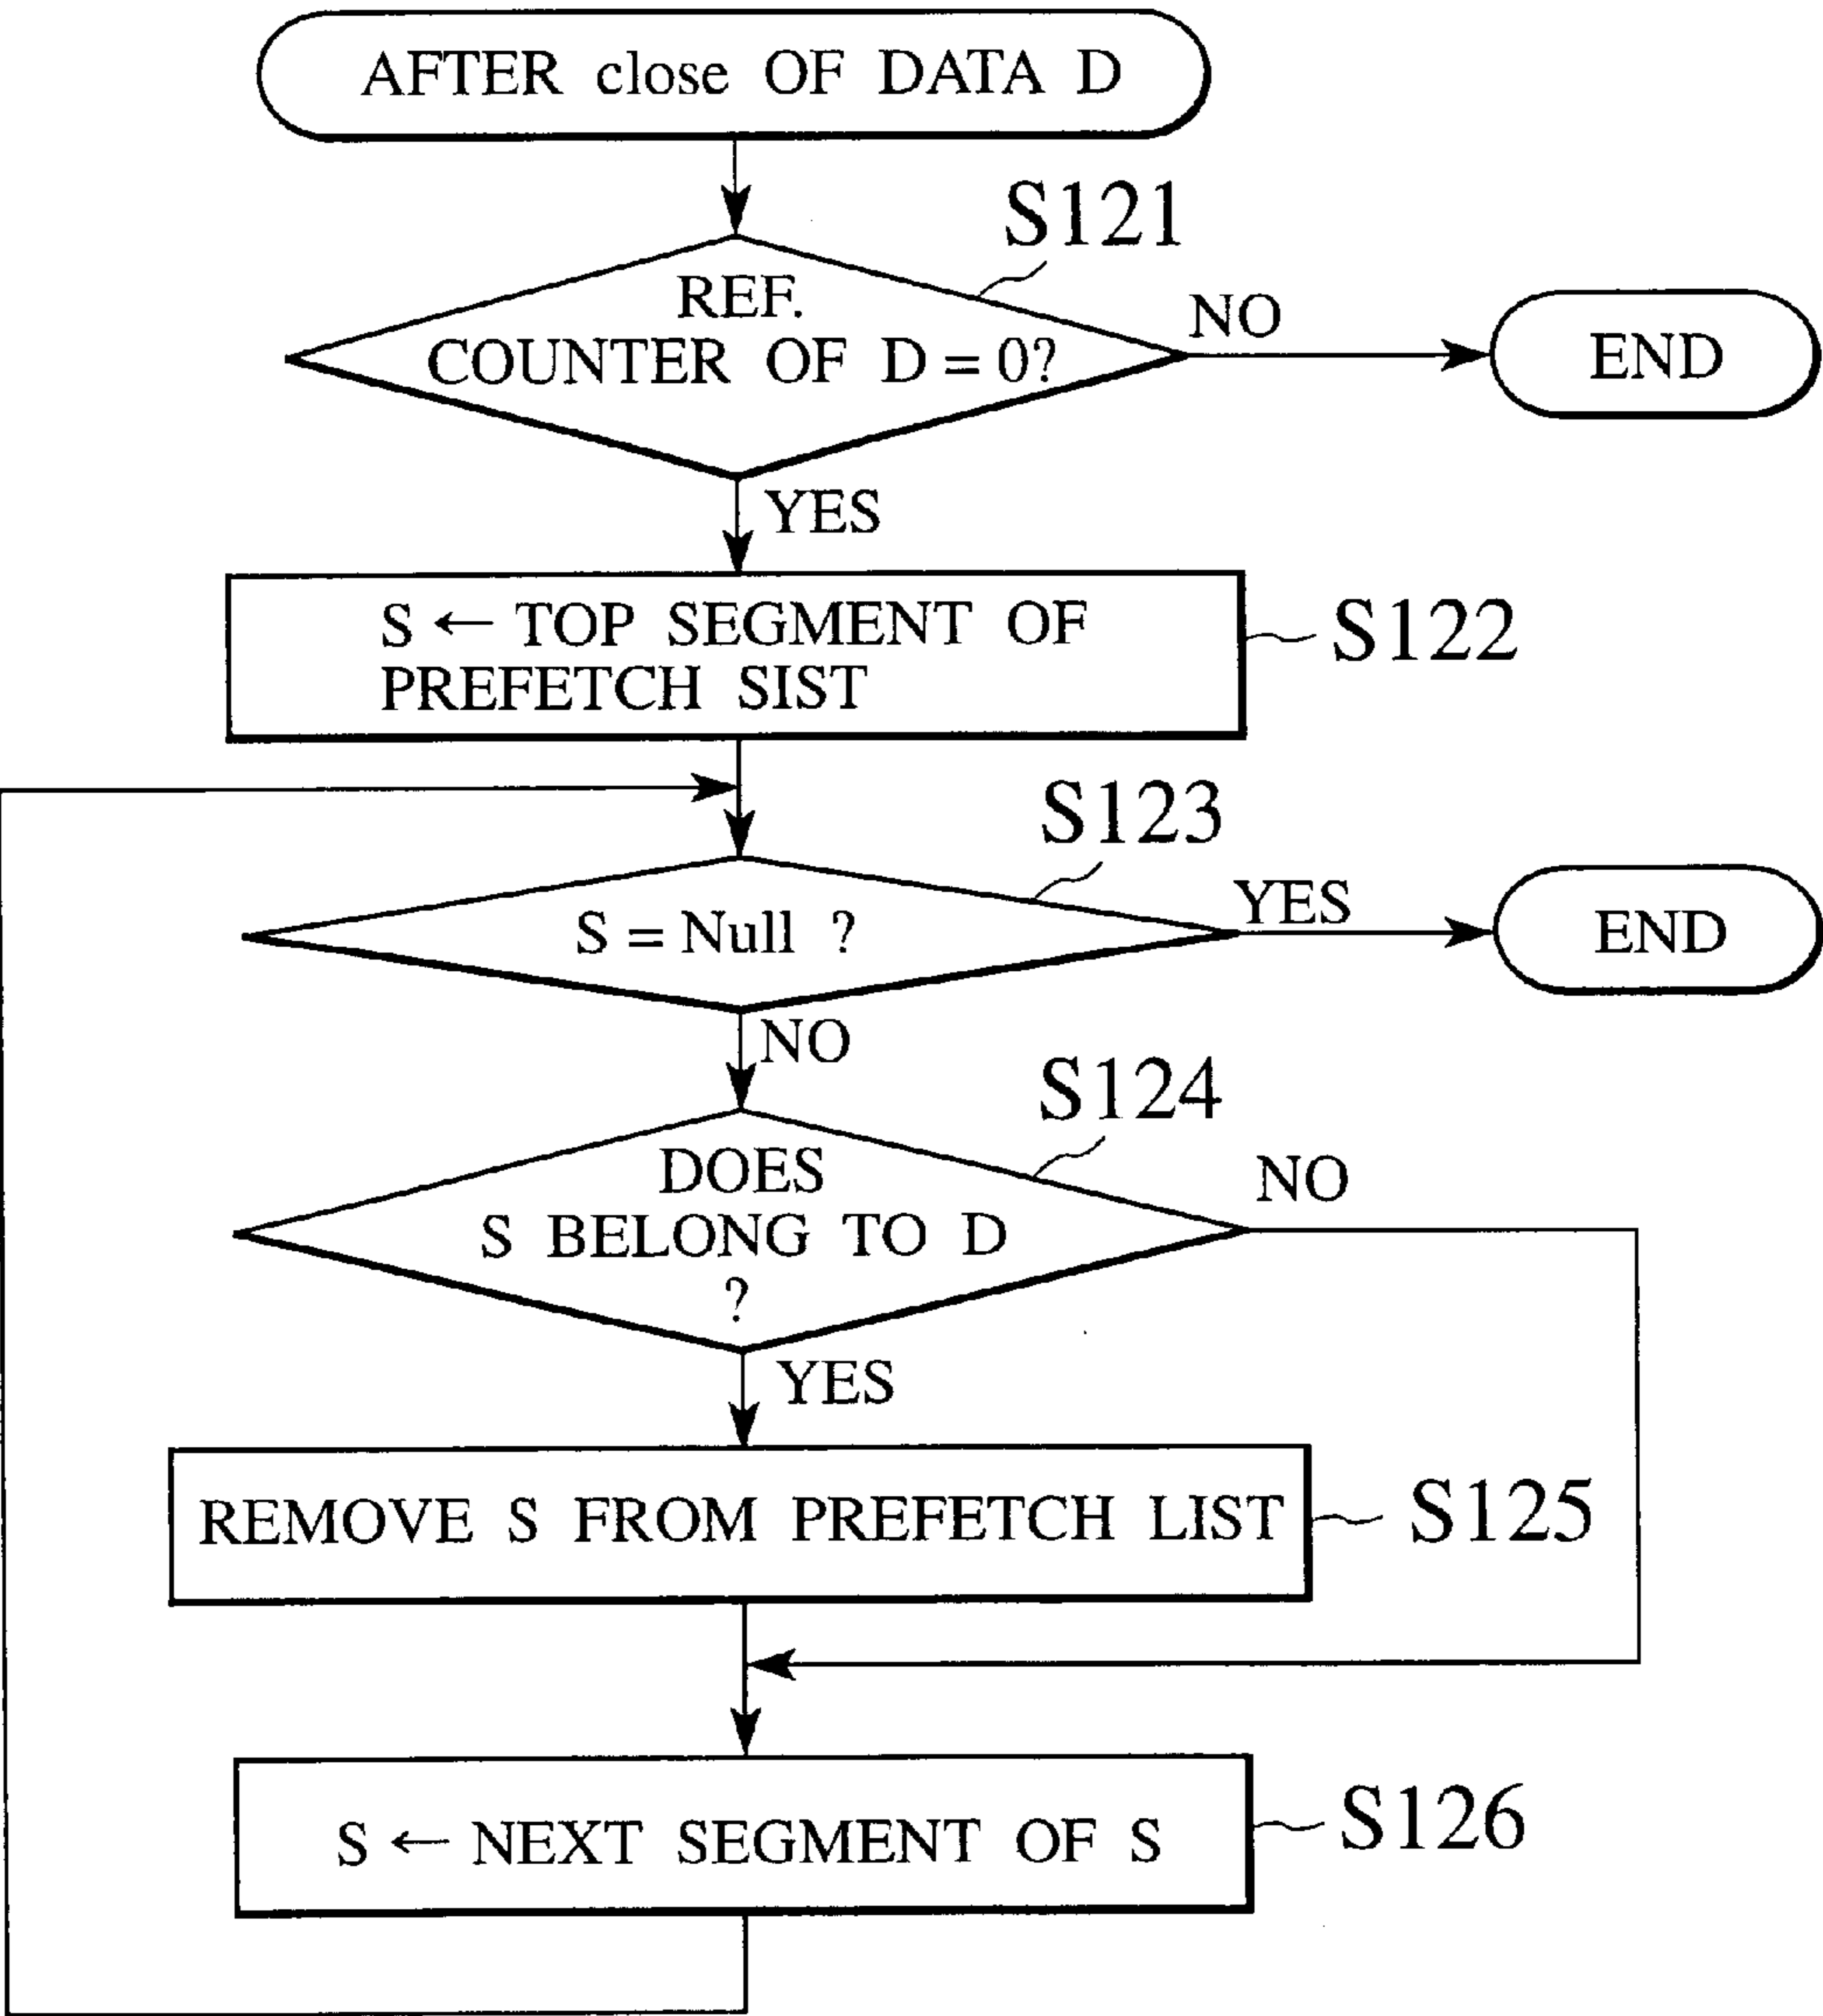 AFTER close OF DATA D
S121
REF.
COUNTER OF D = 0?
NO
END
YES
S ← TOP SEGMENT OF
PREFETCH SIST
S122
S123
S = Null ?
YES
END
NO
S124
DOES
S BELONG TO D
?
NO
YES
REMOVE S FROM PREFETCH LIST
S125
S ← NEXT SEGMENT OF S
S126